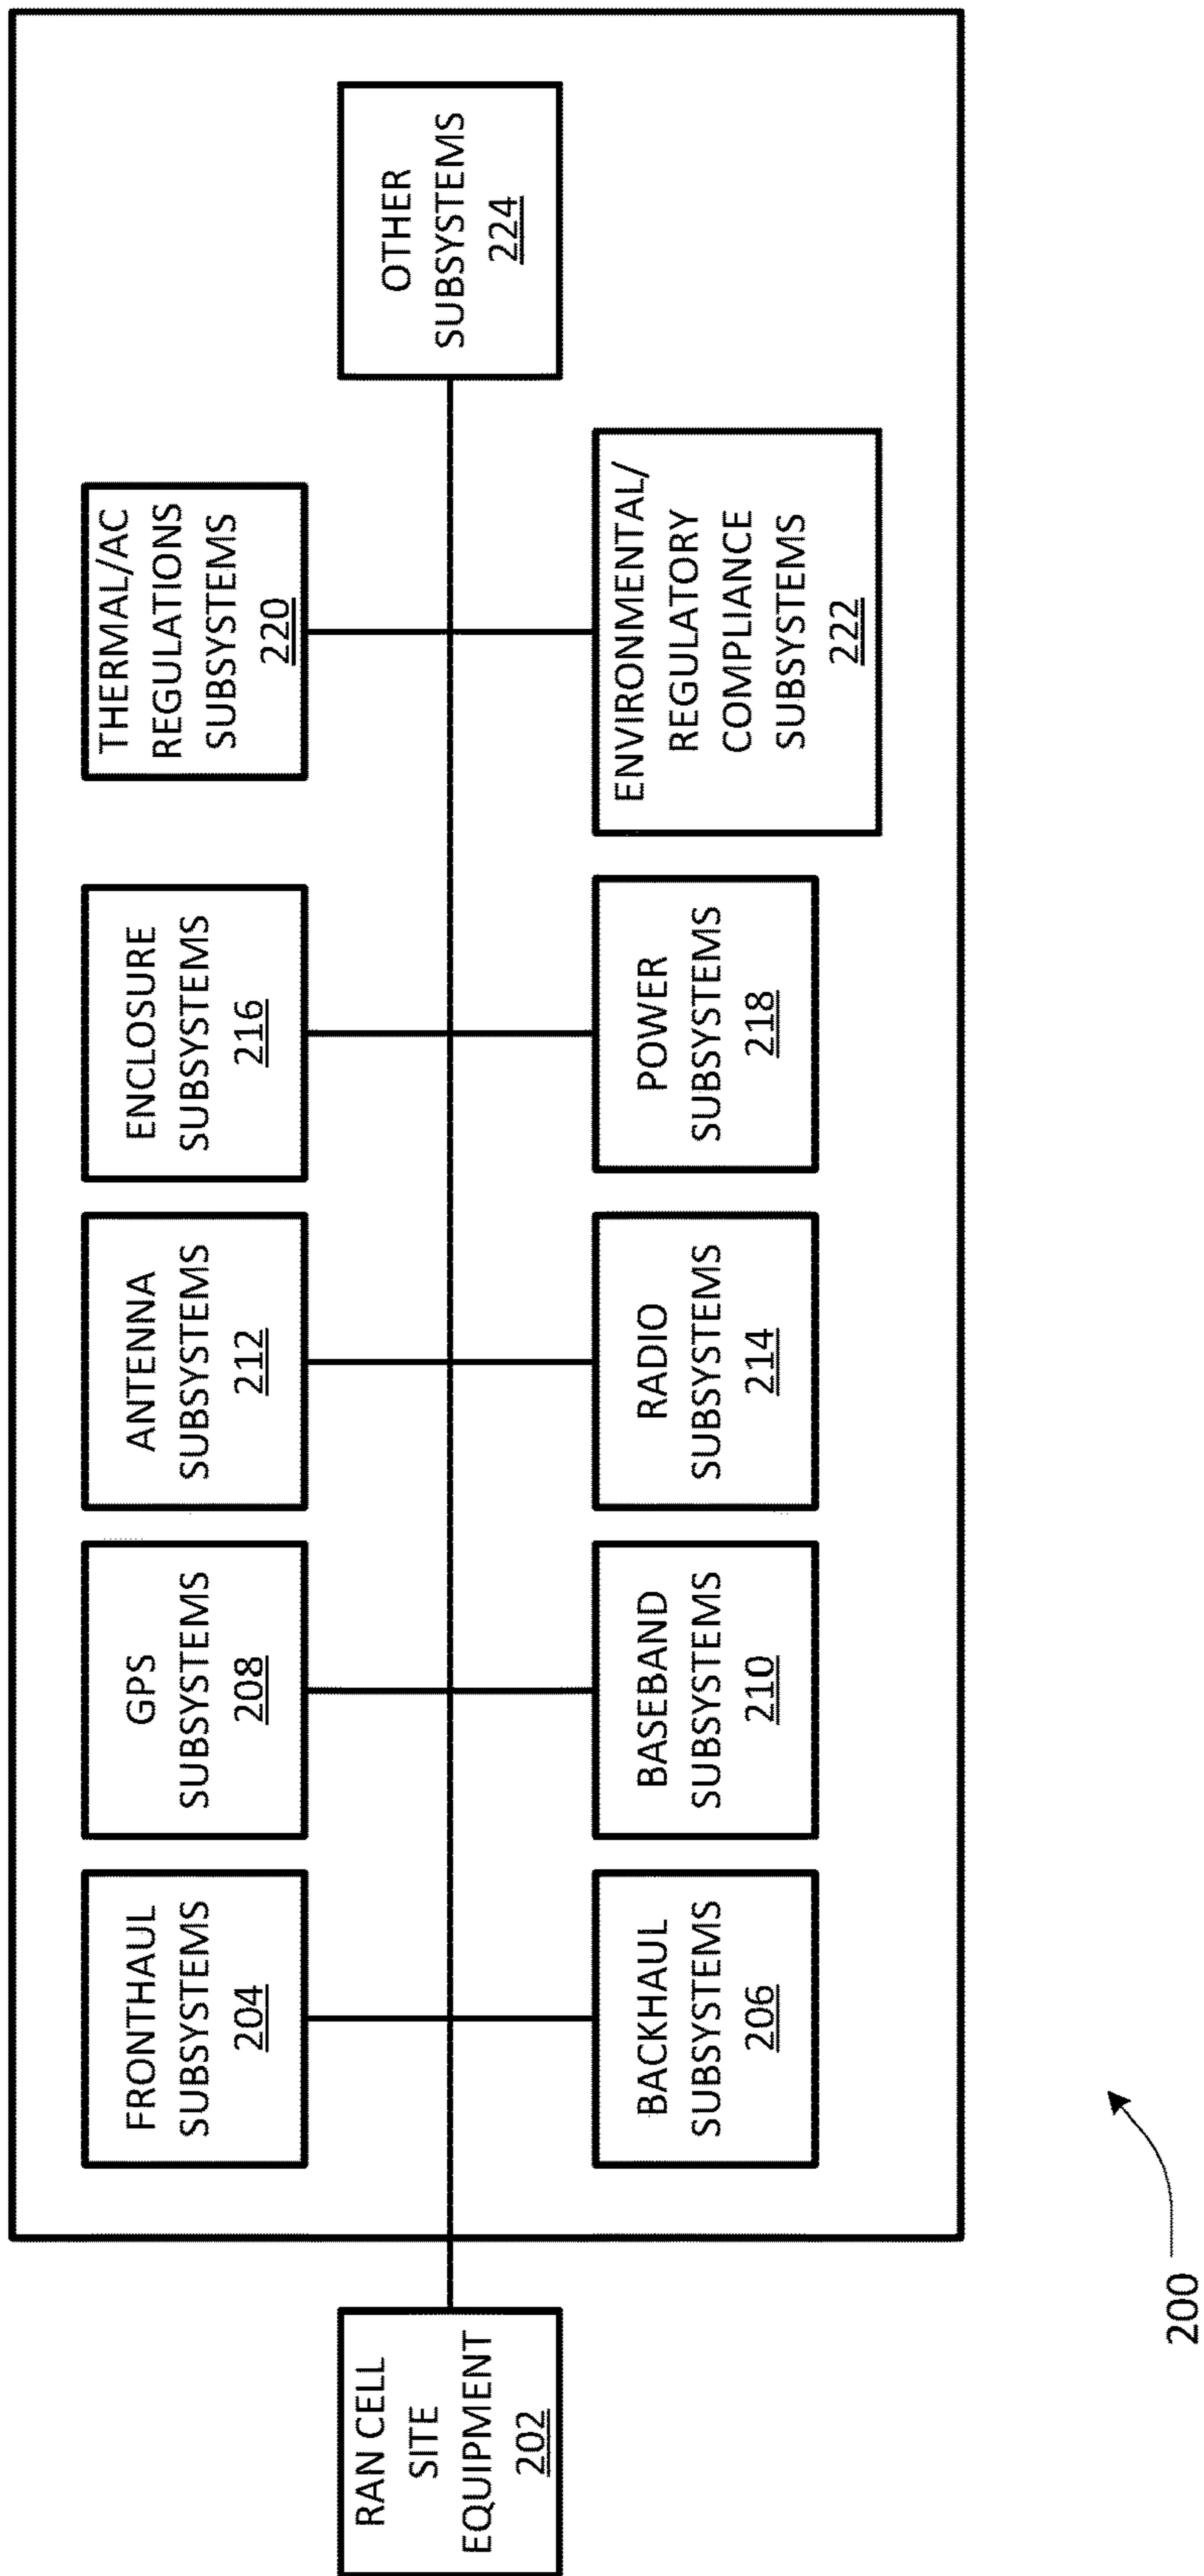 RAN CELL
SITE
EQUIPMENT
202
FRONTHAUL
SUBSYSTEMS
204
BACKHAUL
SUBSYSTEMS
206
GPS
SUBSYSTEMS
208
BASEBAND
SUBSYSTEMS
210
ANTENNA
SUBSYSTEMS
212
RADIO
SUBSYSTEMS
214
ENCLOSURE
SUBSYSTEMS
216
POWER
SUBSYSTEMS
218
THERMAL/AC
REGULATIONS
SUBSYSTEMS
220
ENVIRONMENTAL/
REGULATORY
COMPLIANCE
SUBSYSTEMS
222
OTHER
SUBSYSTEMS
224
200